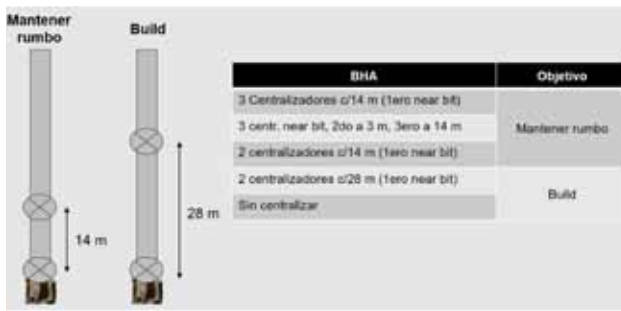 Mantener
rumbo
Build
14 m
28 m
BHA
Objetivo
3 Centralizadores c/14 m (1ero near bit)
3 centr. near bit, 2do a 3 m, 3ero a 14 m
2 centralizadores c/14 m (1ero near bit)
Mantener rumbo
2 centralizadores c/28 m (1ero near bit)
Sin centralizar
Build